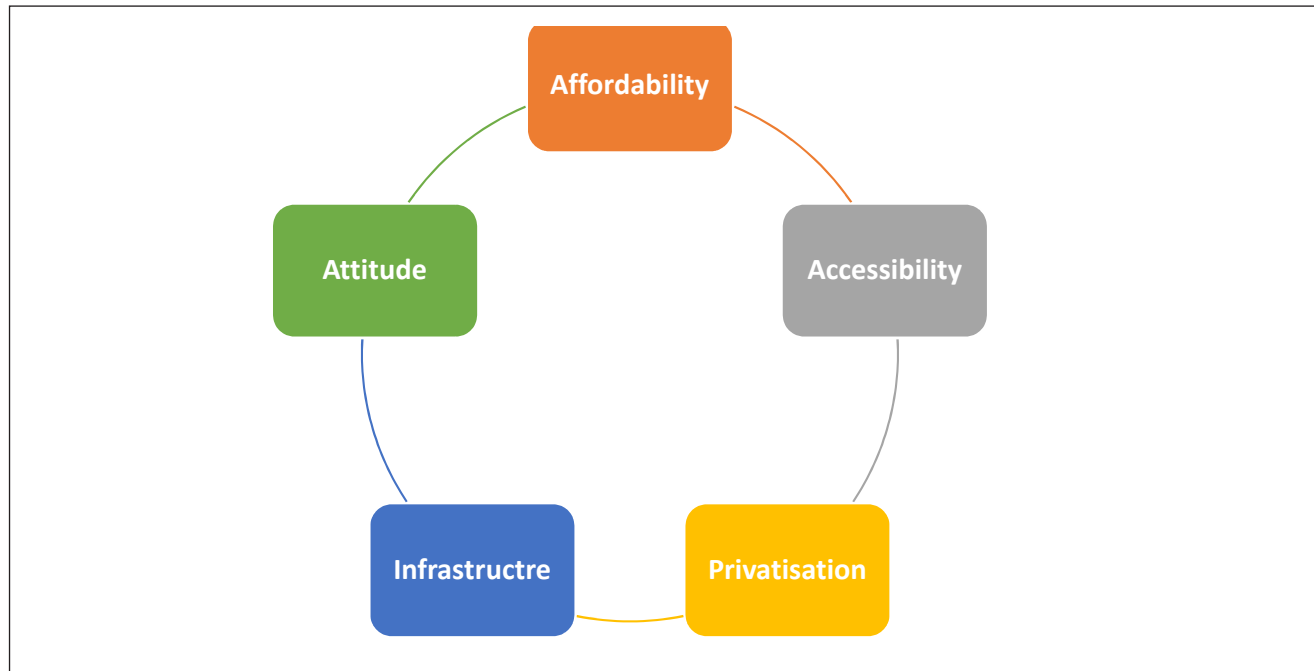 Affordability
Attitude
Accessibility
Infrastructre
Privatisation